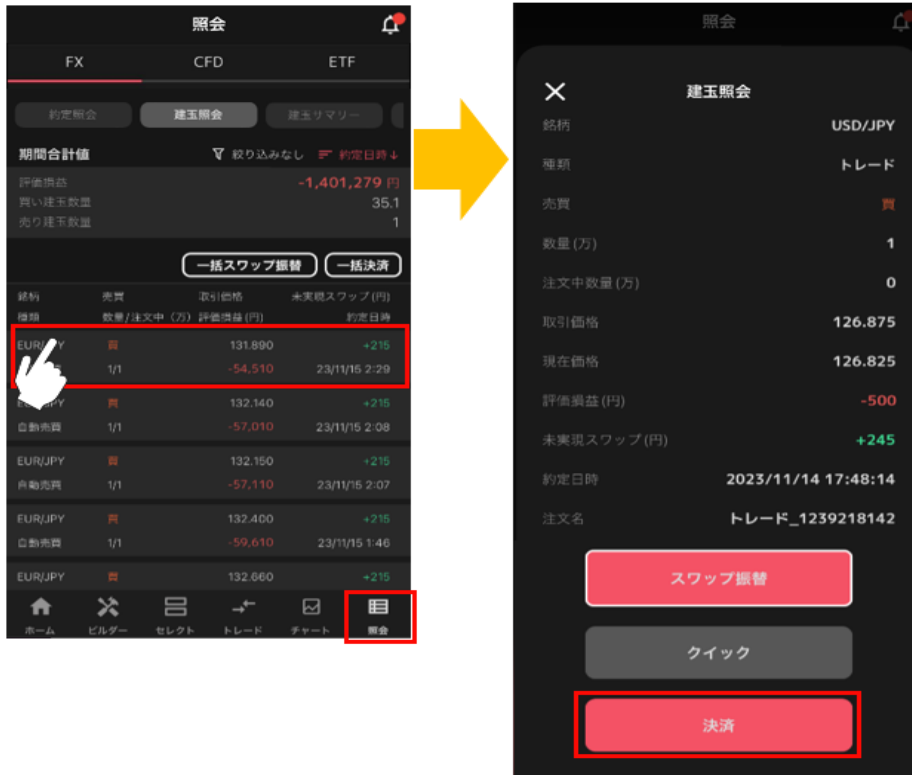 照会
FX CFD ETF
約定照会 建玉照会 建玉サマリー
期間合計値 絞り込みなし 約定日時↓
評価損益 -1,401,279 円
買い建玉数量 35.1
売り建玉数量 1
一括スワップ振替 一括決済
銘柄 売買 取引価格 未実現スワップ(円)
種類 数量/注文中 (万) 評価損益(円) 約定日時
EUR/ Y 買 131.890 +215
1/1 -54,510 23/11/15 2:29
買 132.140 +215
自動売買 1/1 -57,010 23/11/15 2:08
EUR/JPY 買 132.150 +215
自動売買 1/1 -57,110 23/11/15 2:07
EUR/JPY 買 132.400 +215
自動売買 1/1 -59,610 23/11/15 1:46
EUR/JPY 買 132.660 +215
ホーム ビルダー セレクト トレード チャート 照会
照会
建玉照会
銘柄 USD/JPY
種類 トレード
売買 買
数量(万) 1
注文中数量(万) 0
取引価格 126.875
現在価格 126.825
評価損益(円) -500
未実現スワップ(円) +245
約定日時 2023/11/14 17:48:14
注文名 トレード_1239218142
スワップ振替
クイック
決済